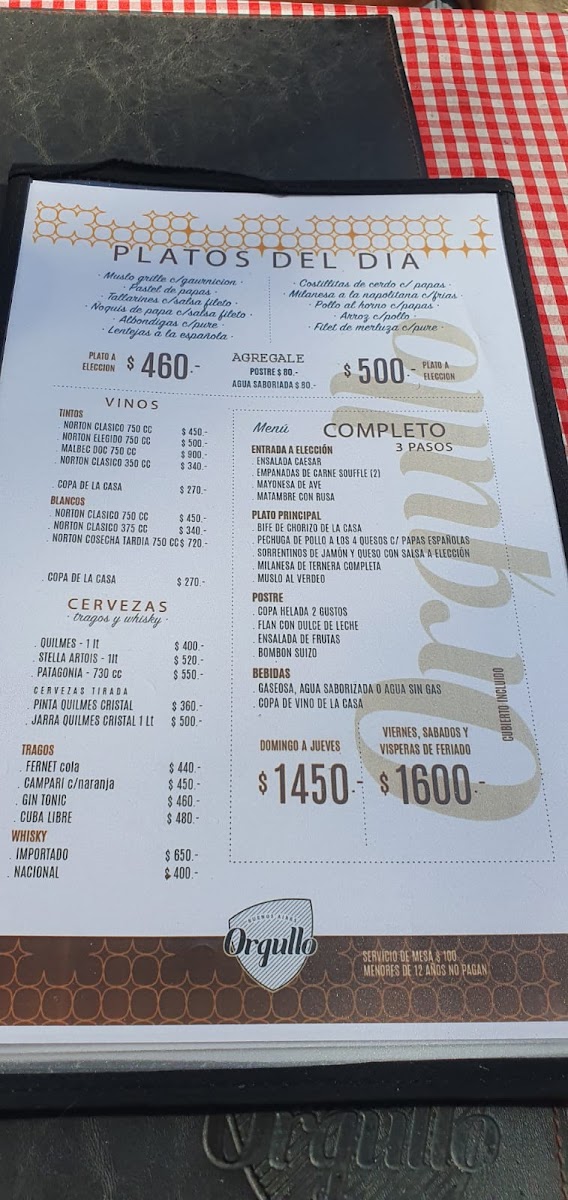 PLATOS DEL DIA
· Muslo grille c/gaurnicion ·
· Pastel de papas ·
· Tallarines c/salsa fileto ·
· Ñoquis de papa c/salsa fileto ·
· Albondigas c/pure ·
· Lentejas a la española ·
· Costillitas de cerdo c/ papas ·
· Milanesa a la napolitana c/frias ·
· Pollo al horno c/papas ·
· Arroz c/pollo ·
· Filet de merluza c/pure ·
PLATO A ELECCION $ 460.-
AGREGALE
POSTRE $ 80.-
AGUA SABORIADA $ 80.-
$ 500.- PLATO A ELECCION
VINOS
TINTOS
. NORTON CLASICO 750 CC $ 450.-
. NORTON ELEGIDO 750 CC $ 500.-
. MALBEC DOC 750 CC $ 900.-
. NORTON CLASICO 350 CC $ 340.-
. COPA DE LA CASA $ 270.-
BLANCOS
. NORTON CLASICO 750 CC $ 450.-
. NORTON CLASICO 375 CC $ 340.-
. NORTON COSECHA TARDIA 750 CC $ 720.-
. COPA DE LA CASA $ 270.-
CERVEZAS
· tragos y whisky ·
. QUILMES - 1 lt $ 400.-
. STELLA ARTOIS - 1lt $ 520.-
. PATAGONIA - 730 CC $ 550.-
CERVEZAS TIRADA
. PINTA QUILMES CRISTAL $ 360.-
. JARRA QUILMES CRISTAL 1 Lt $ 500.-
TRAGOS
. FERNET cola $ 440.-
. CAMPARI c/naranja $ 450.-
. GIN TONIC $ 460.-
. CUBA LIBRE $ 480.-
WHISKY
. IMPORTADO $ 650.-
. NACIONAL $ 400.-
Menú COMPLETO
3 PASOS
ENTRADA A ELECCIÓN
. ENSALADA CAESAR
. EMPANADAS DE CARNE SOUFFLE (2)
. MAYONESA DE AVE
. MATAMBRE CON RUSA
PLATO PRINCIPAL
. BIFE DE CHORIZO DE LA CASA
. PECHUGA DE POLLO A LOS 4 QUESOS C/ PAPAS ESPAÑOLAS
. SORRENTINOS DE JAMÓN Y QUESO CON SALSA A ELECCIÓN
. MILANESA DE TERNERA COMPLETA
. MUSLO AL VERDEO
POSTRE
. COPA HELADA 2 GUSTOS
. FLAN CON DULCE DE LECHE
. ENSALADA DE FRUTAS
. BOMBON SUIZO
BEBIDAS
. GASEOSA, AGUA SABORIZADA O AGUA SIN GAS
. COPA DE VINO DE LA CASA
CUBIERTO INCLUIDO
DOMINGO A JUEVES
$ 1450.-
VIERNES, SABADOS Y
VISPERAS DE FERIADO
$ 1600.-
Orgullo
BUENOS AIRES
Orgullo
SERVICIO DE MESA $ 100
MENORES DE 12 AÑOS NO PAGAN
Orgullo